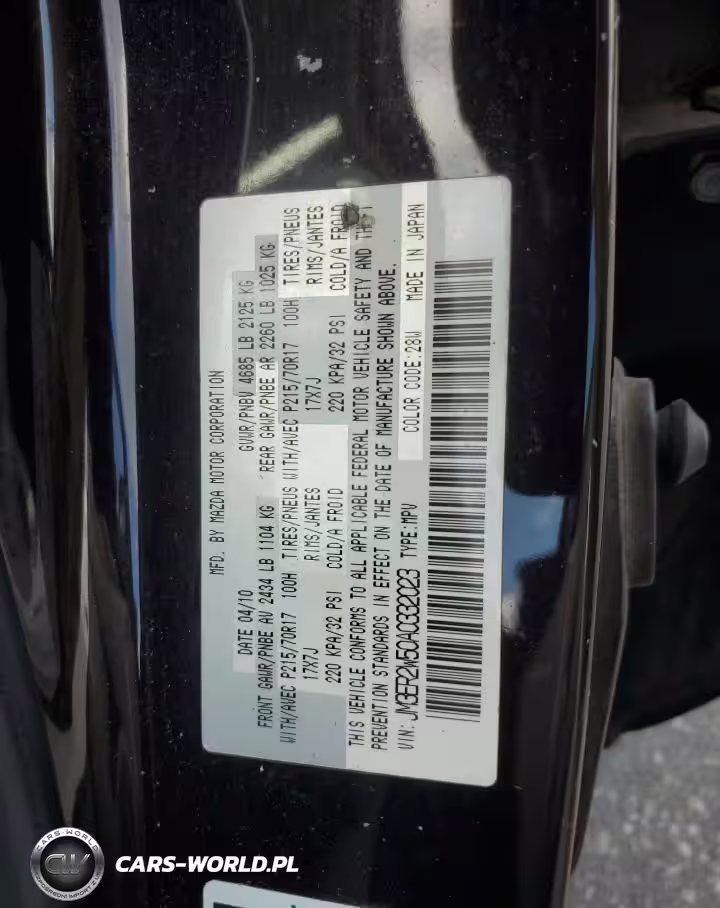 MFD. BY MAZDA MOTOR CORPORATION
DATE 04/10 GVWR/PNBV 4685 LB 2125 KG
FRONT GAWR/PNBE AV 2434 LB 1104 KG REAR GAWR/PNBE AR 2260 LB 1025 KG
WITH/AVEC P215/70R17 100H TIRES/PNEUS WITH/AVEC P215/70R17 100H TIRES/PNEUS
17X7J RIMS/JANTES 17X7J RIMS/JANTES
220 KPA/32 PSI COLD/A FROID 220 KPA/32 PSI COLD/A FROID
THIS VEHICLE CONFORMS TO ALL APPLICABLE FEDERAL MOTOR VEHICLE SAFETY AND
PREVENTION STANDARDS IN EFFECT ON THE DATE OF MANUFACTURE SHOWN ABOVE.
VIN: JM3ER2W50A0332023 TYPE:MPV COLOR CODE:28W MADE IN JAPAN
CARS-WORLD
CW
CARS-WORLD.PL